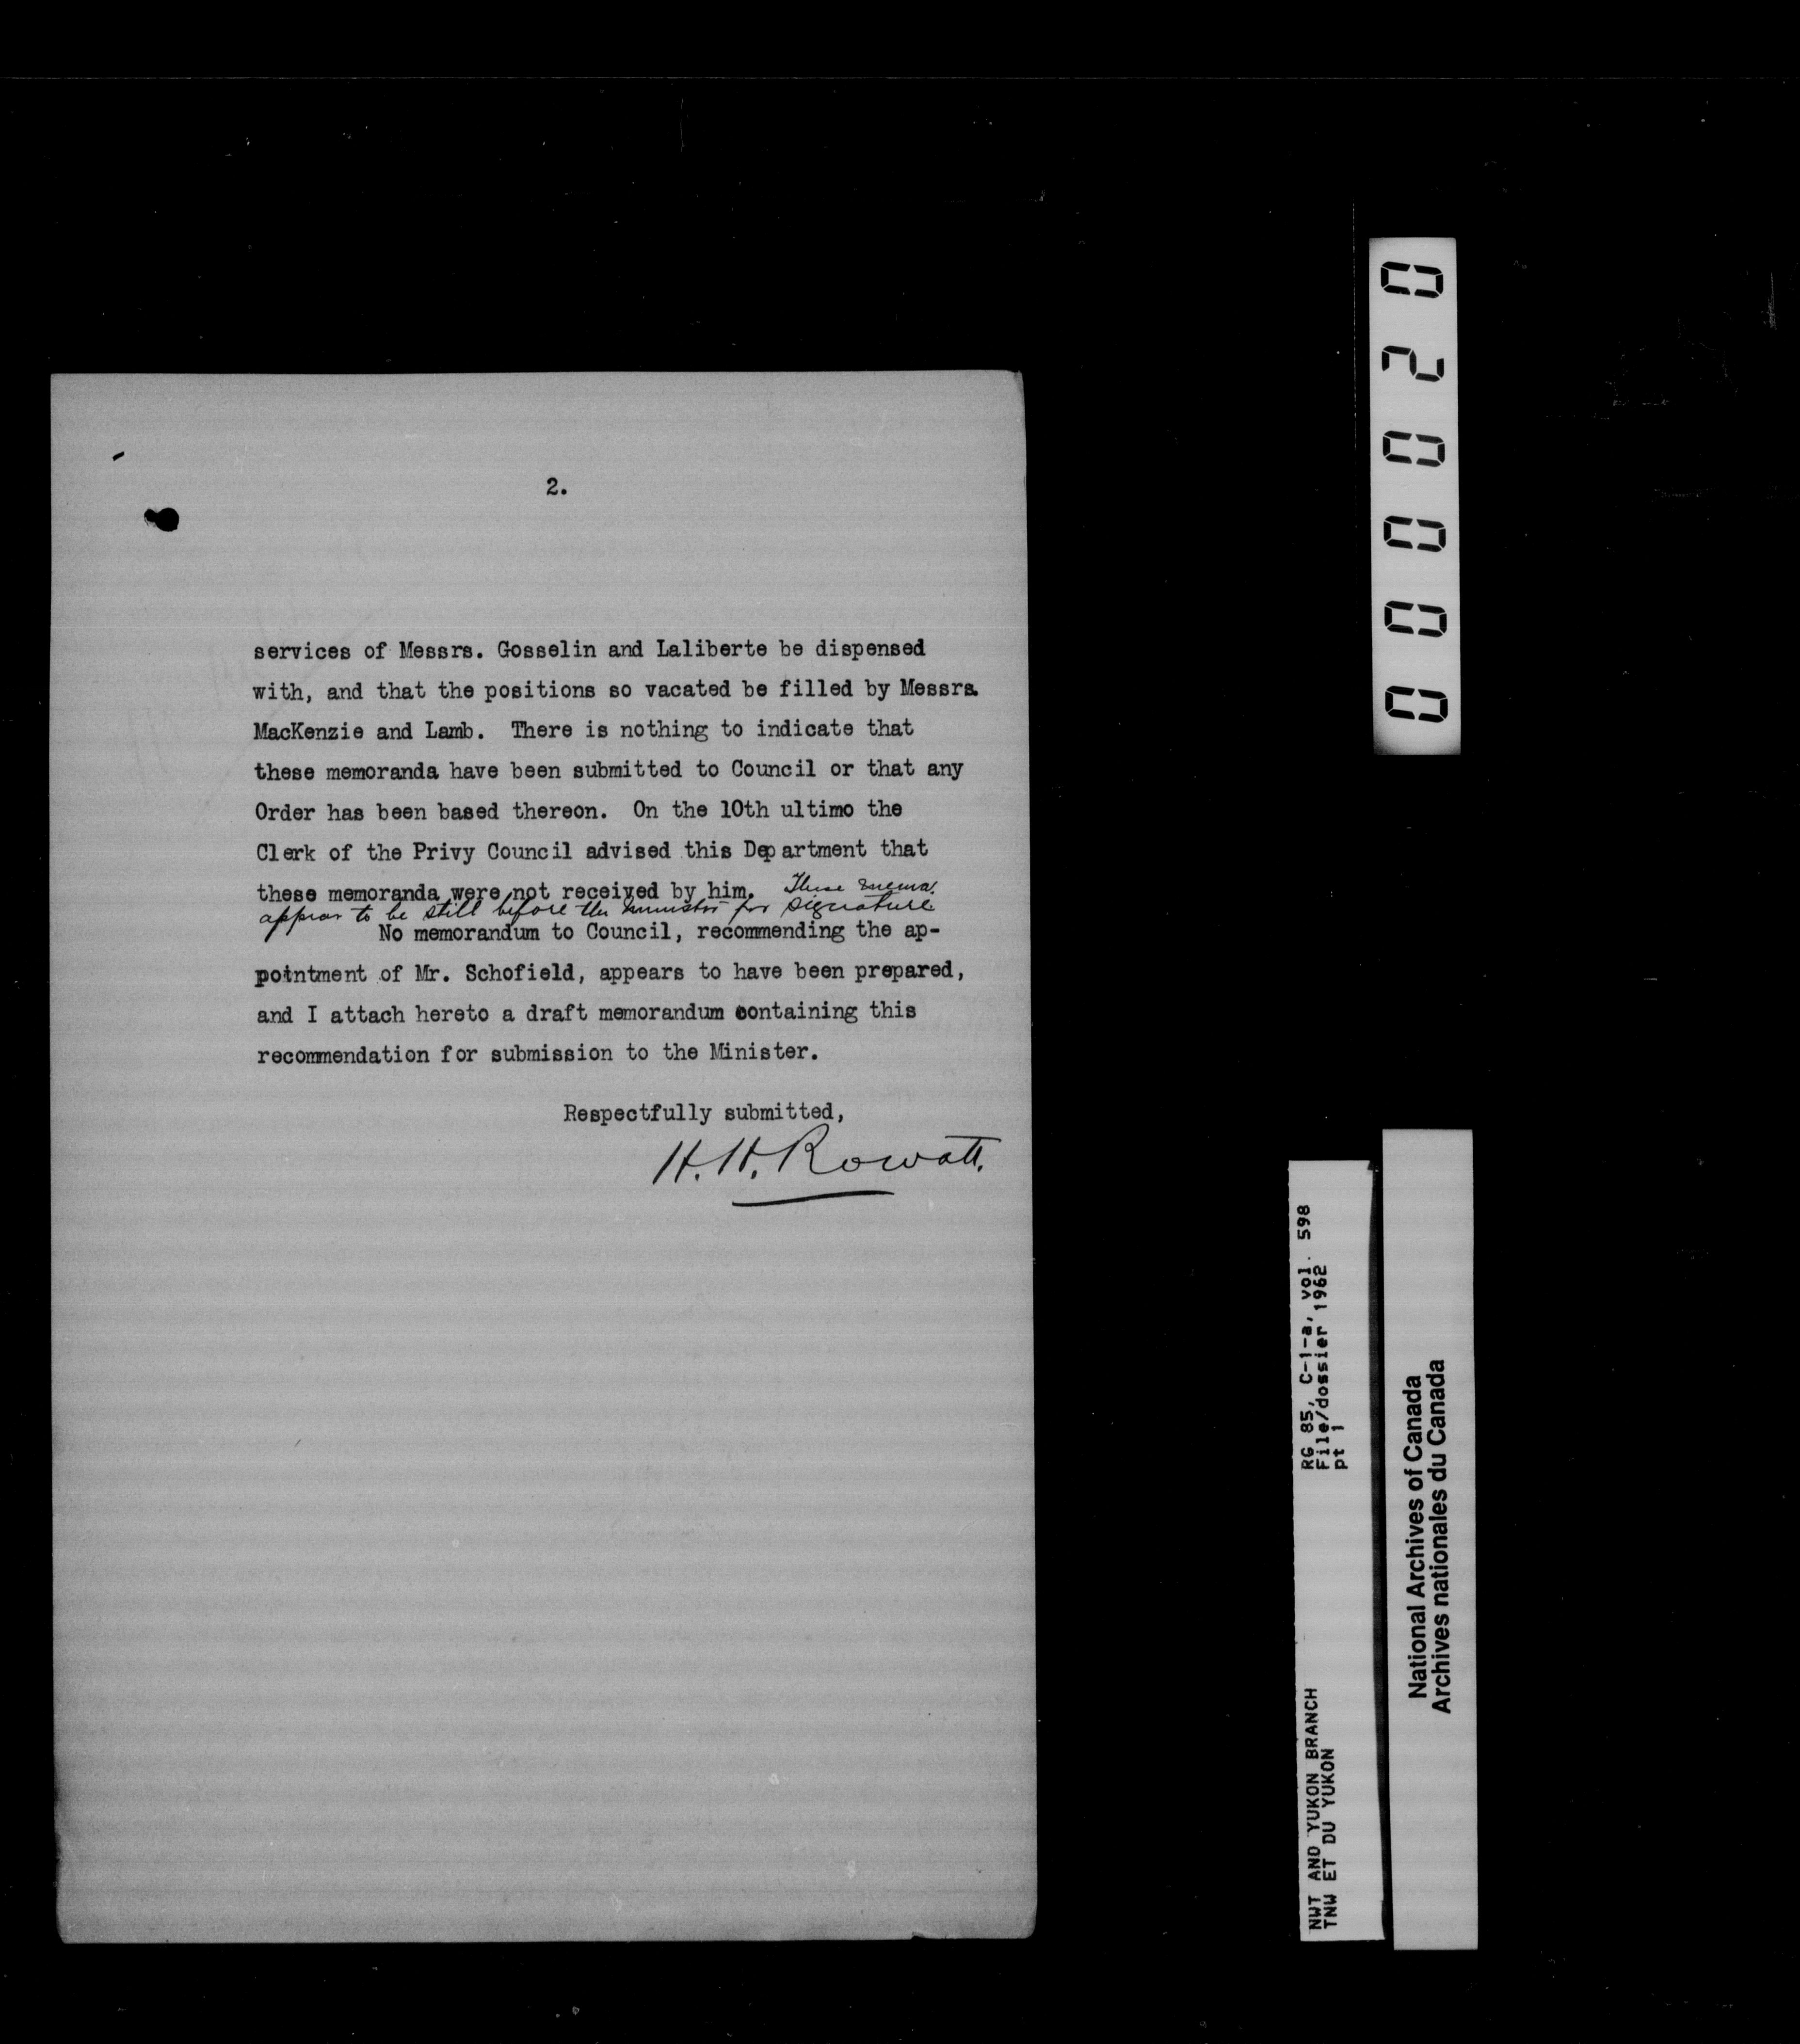 2.
services of Messrs. Gosselin and Laliberte be dispensed
with, and that the positions so vacated be filled by Messrs.
MacKenzie and Lamb. There is nothing to indicate that
these memoranda have been submitted to Council or that any
Order has been based thereon. On the 10th ultimo the
Clerk of the Privy Council advised this Department that
these memoranda were not received by him. These mema.
appear to be still before the minister for signature.
No memorandum to Council, recommending the ap-
pointment of Mr. Schofield, appears to have been prepared,
and I attach hereto a draft memorandum containing this
recommendation for submission to the Minister.
Respectfully submitted,
H. H. Rowatt.
000020
RG 85, C-1-a, vol. 598
File/dossier 1962
pt 1
NWT AND YUKON BRANCH
TNW ET DU YUKON
National Archives of Canada
Archives nationales du Canada